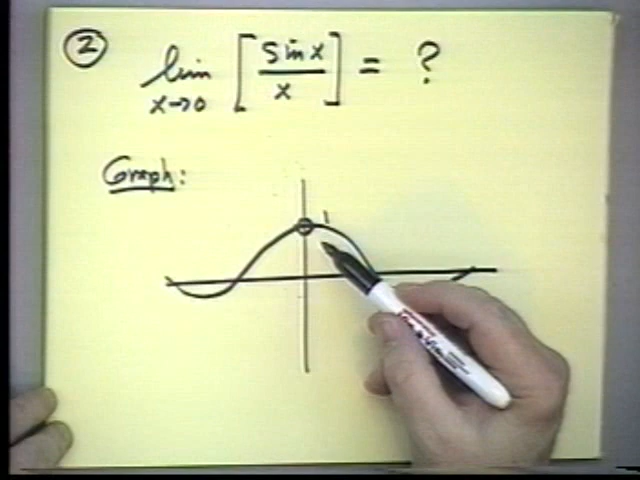 ② lim x→0 [sin x / x] = ?
Graph:
1